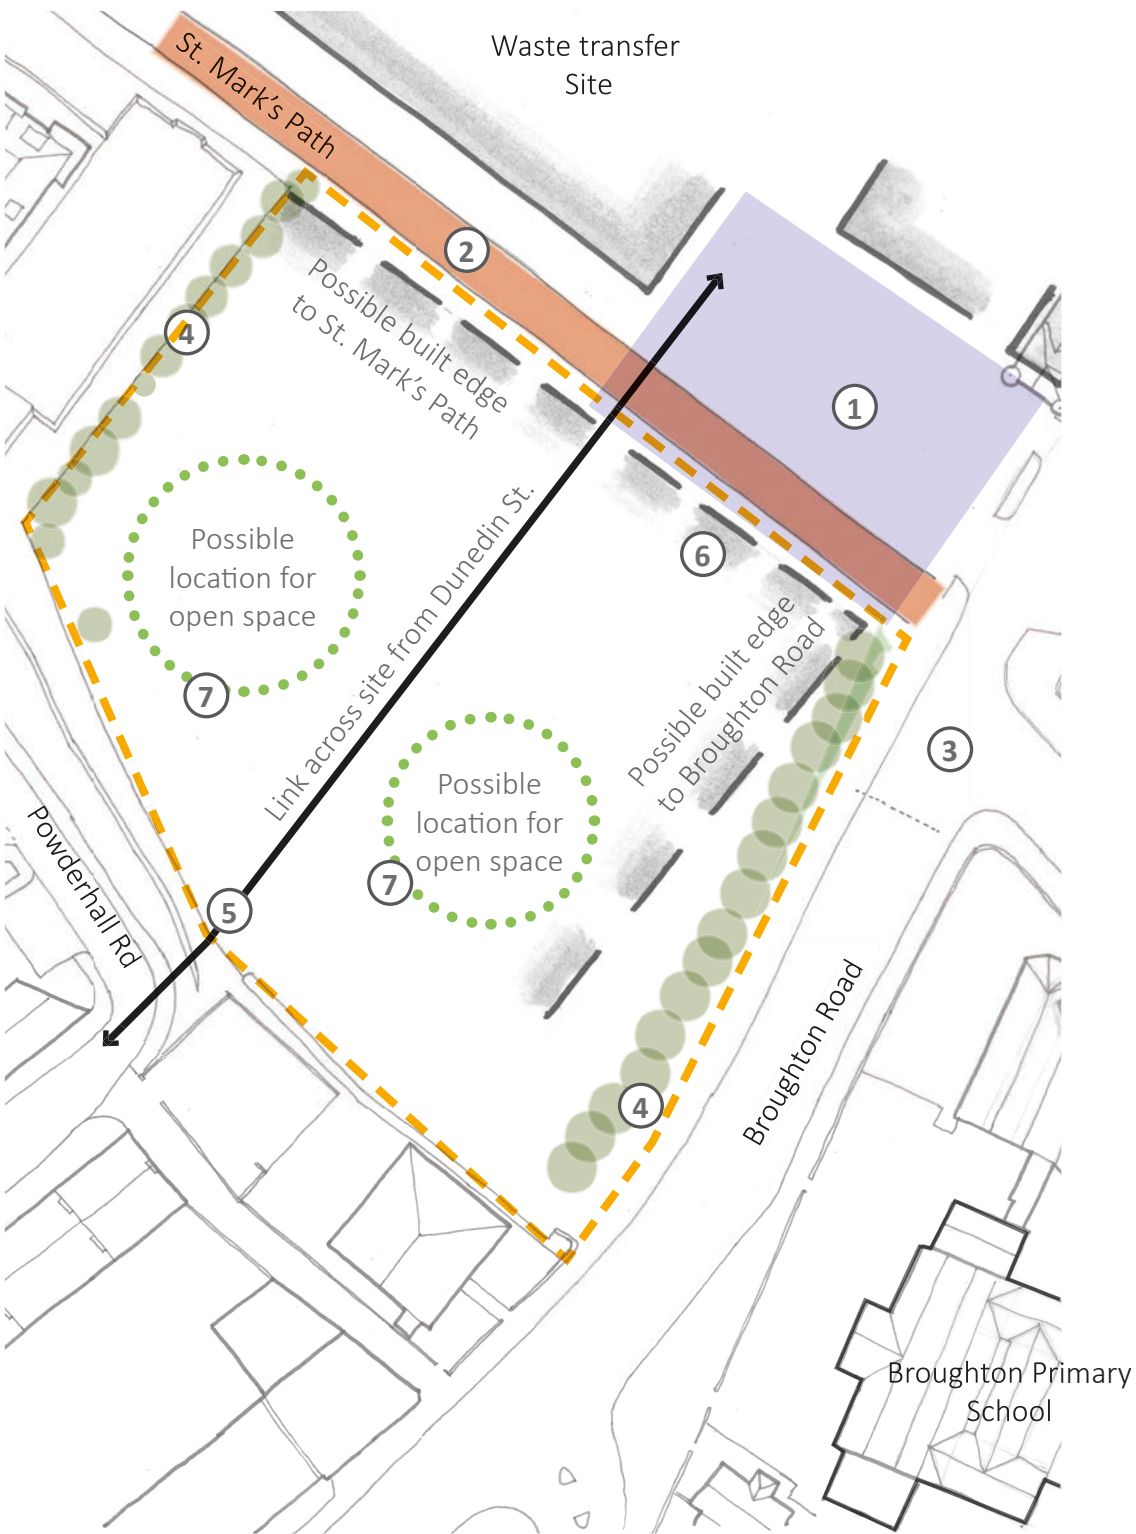 Waste transfer
Site
St. Mark's Path
2
4
Possible built edge
to St. Mark's Path
1
Possible
location for
open space
7
Link across site from Dunedin St.
6
Possible built edge
to Broughton Road
3
Possible
location for
open space
7
Powderhall Rd
5
Broughton Road
4
Broughton Primary
School